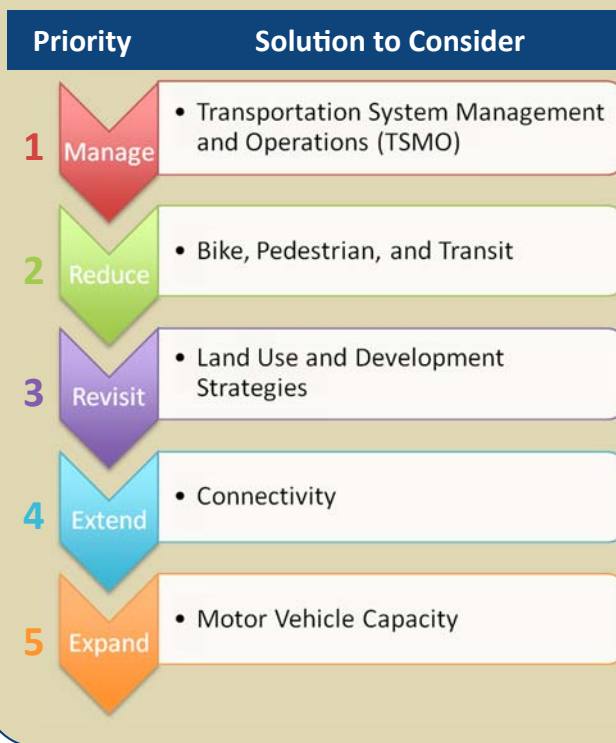 Priority Solution to Consider
1 Manage • Transportation System Management
and Operations (TSMO)
2 Reduce • Bike, Pedestrian, and Transit
3 Revisit • Land Use and Development
Strategies
4 Extend • Connectivity
5 Expand • Motor Vehicle Capacity